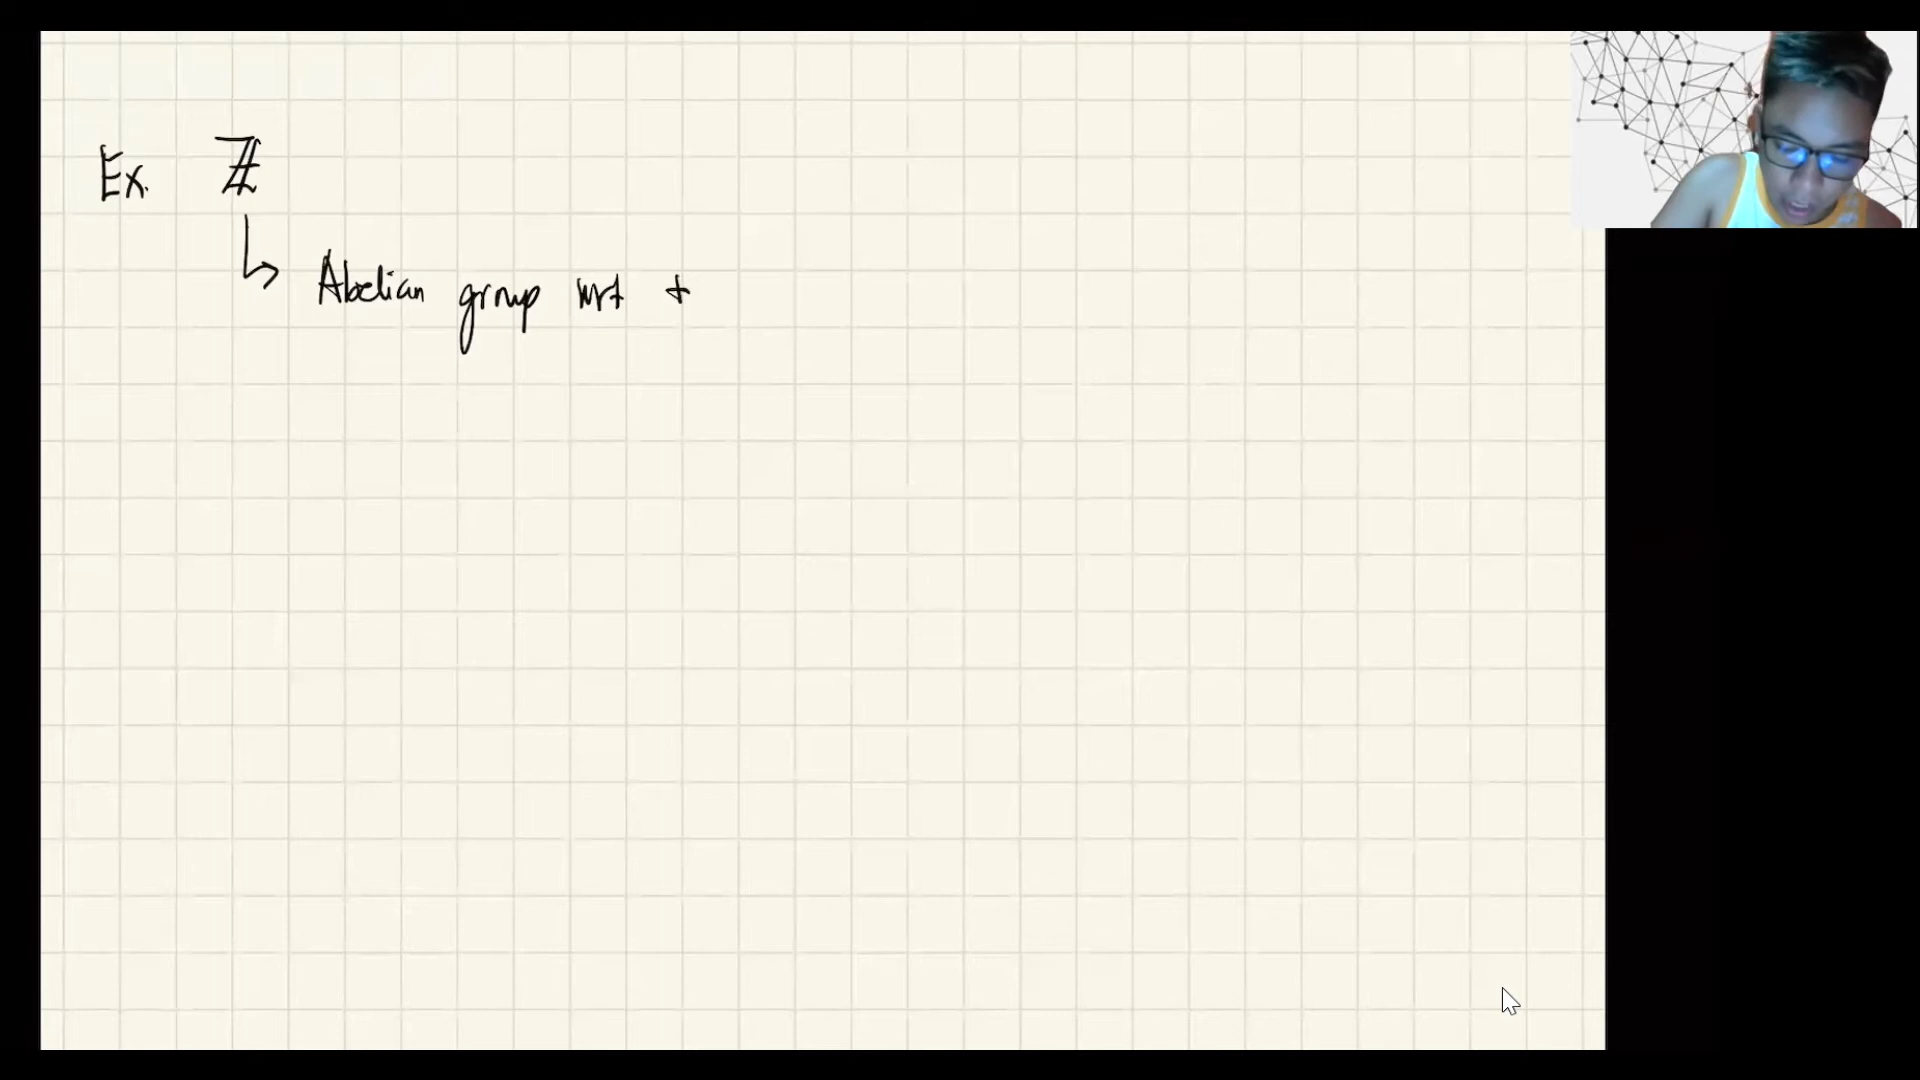 Ex. ℤ
↳ Abelian group wrt +